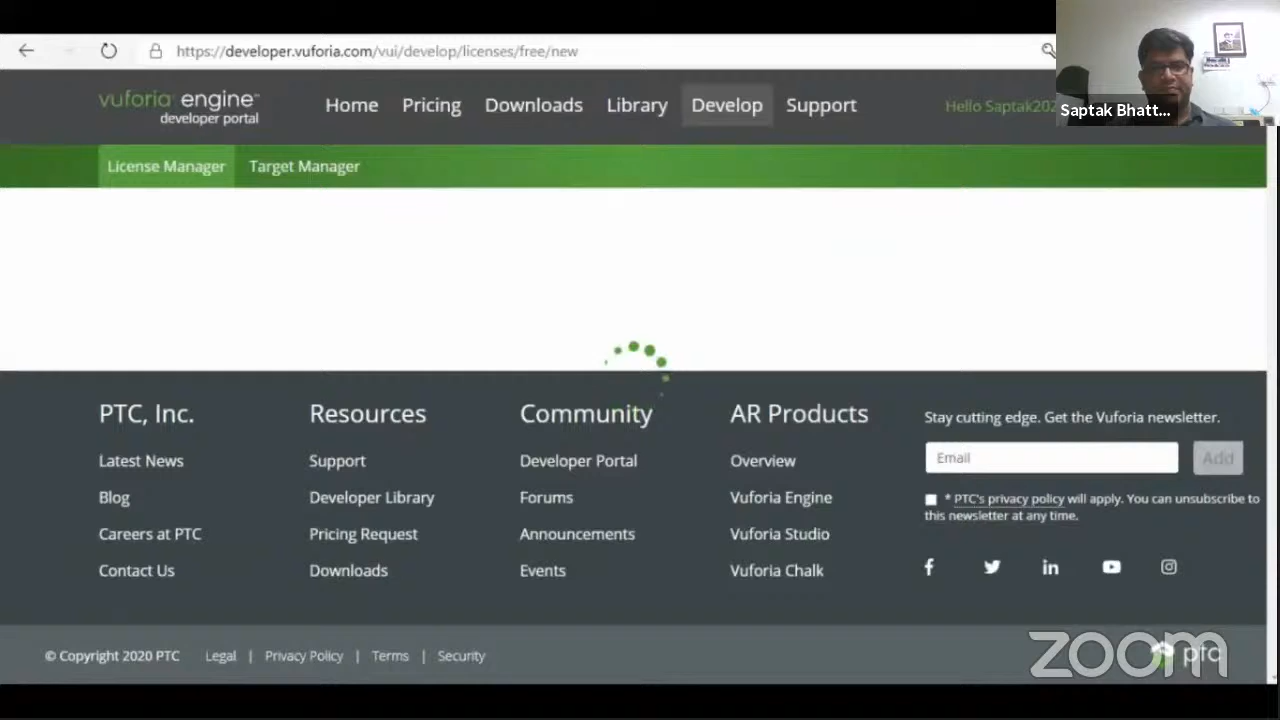 https://developer.vuforia.com/vui/develop/licenses/free/new
Saptak Bhatt...
vuforia engine™
developer portal
Home
Pricing
Downloads
Library
Develop
Support
Hello Saptak202
License Manager
Target Manager
PTC, Inc.
Latest News
Blog
Careers at PTC
Contact Us
Resources
Support
Developer Library
Pricing Request
Downloads
Community
Developer Portal
Forums
Announcements
Events
AR Products
Overview
Vuforia Engine
Vuforia Studio
Vuforia Chalk
Stay cutting edge. Get the Vuforia newsletter.
Email
Add
* PTC's privacy policy will apply. You can unsubscribe to
this newsletter at any time.
© Copyright 2020 PTC
Legal | Privacy Policy | Terms | Security
ptc
zoom